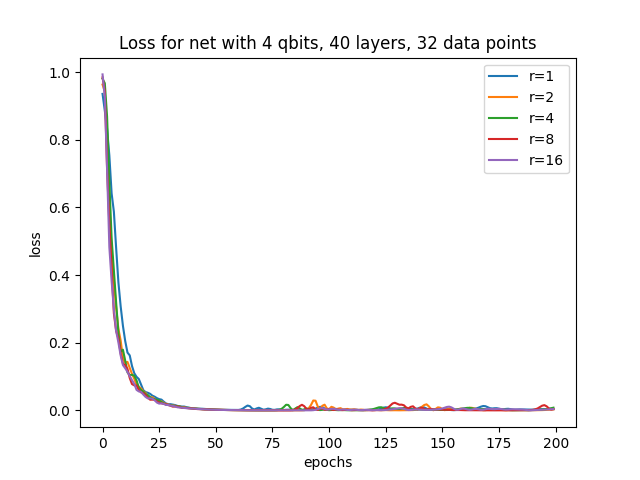 Loss for net with 4 qbits, 40 layers, 32 data points
r=1
r=2
r=4
r=8
r=16
loss
1.0
0.8
0.6
0.4
0.2
0.0
0 25 50 75 100 125 150 175 200
epochs